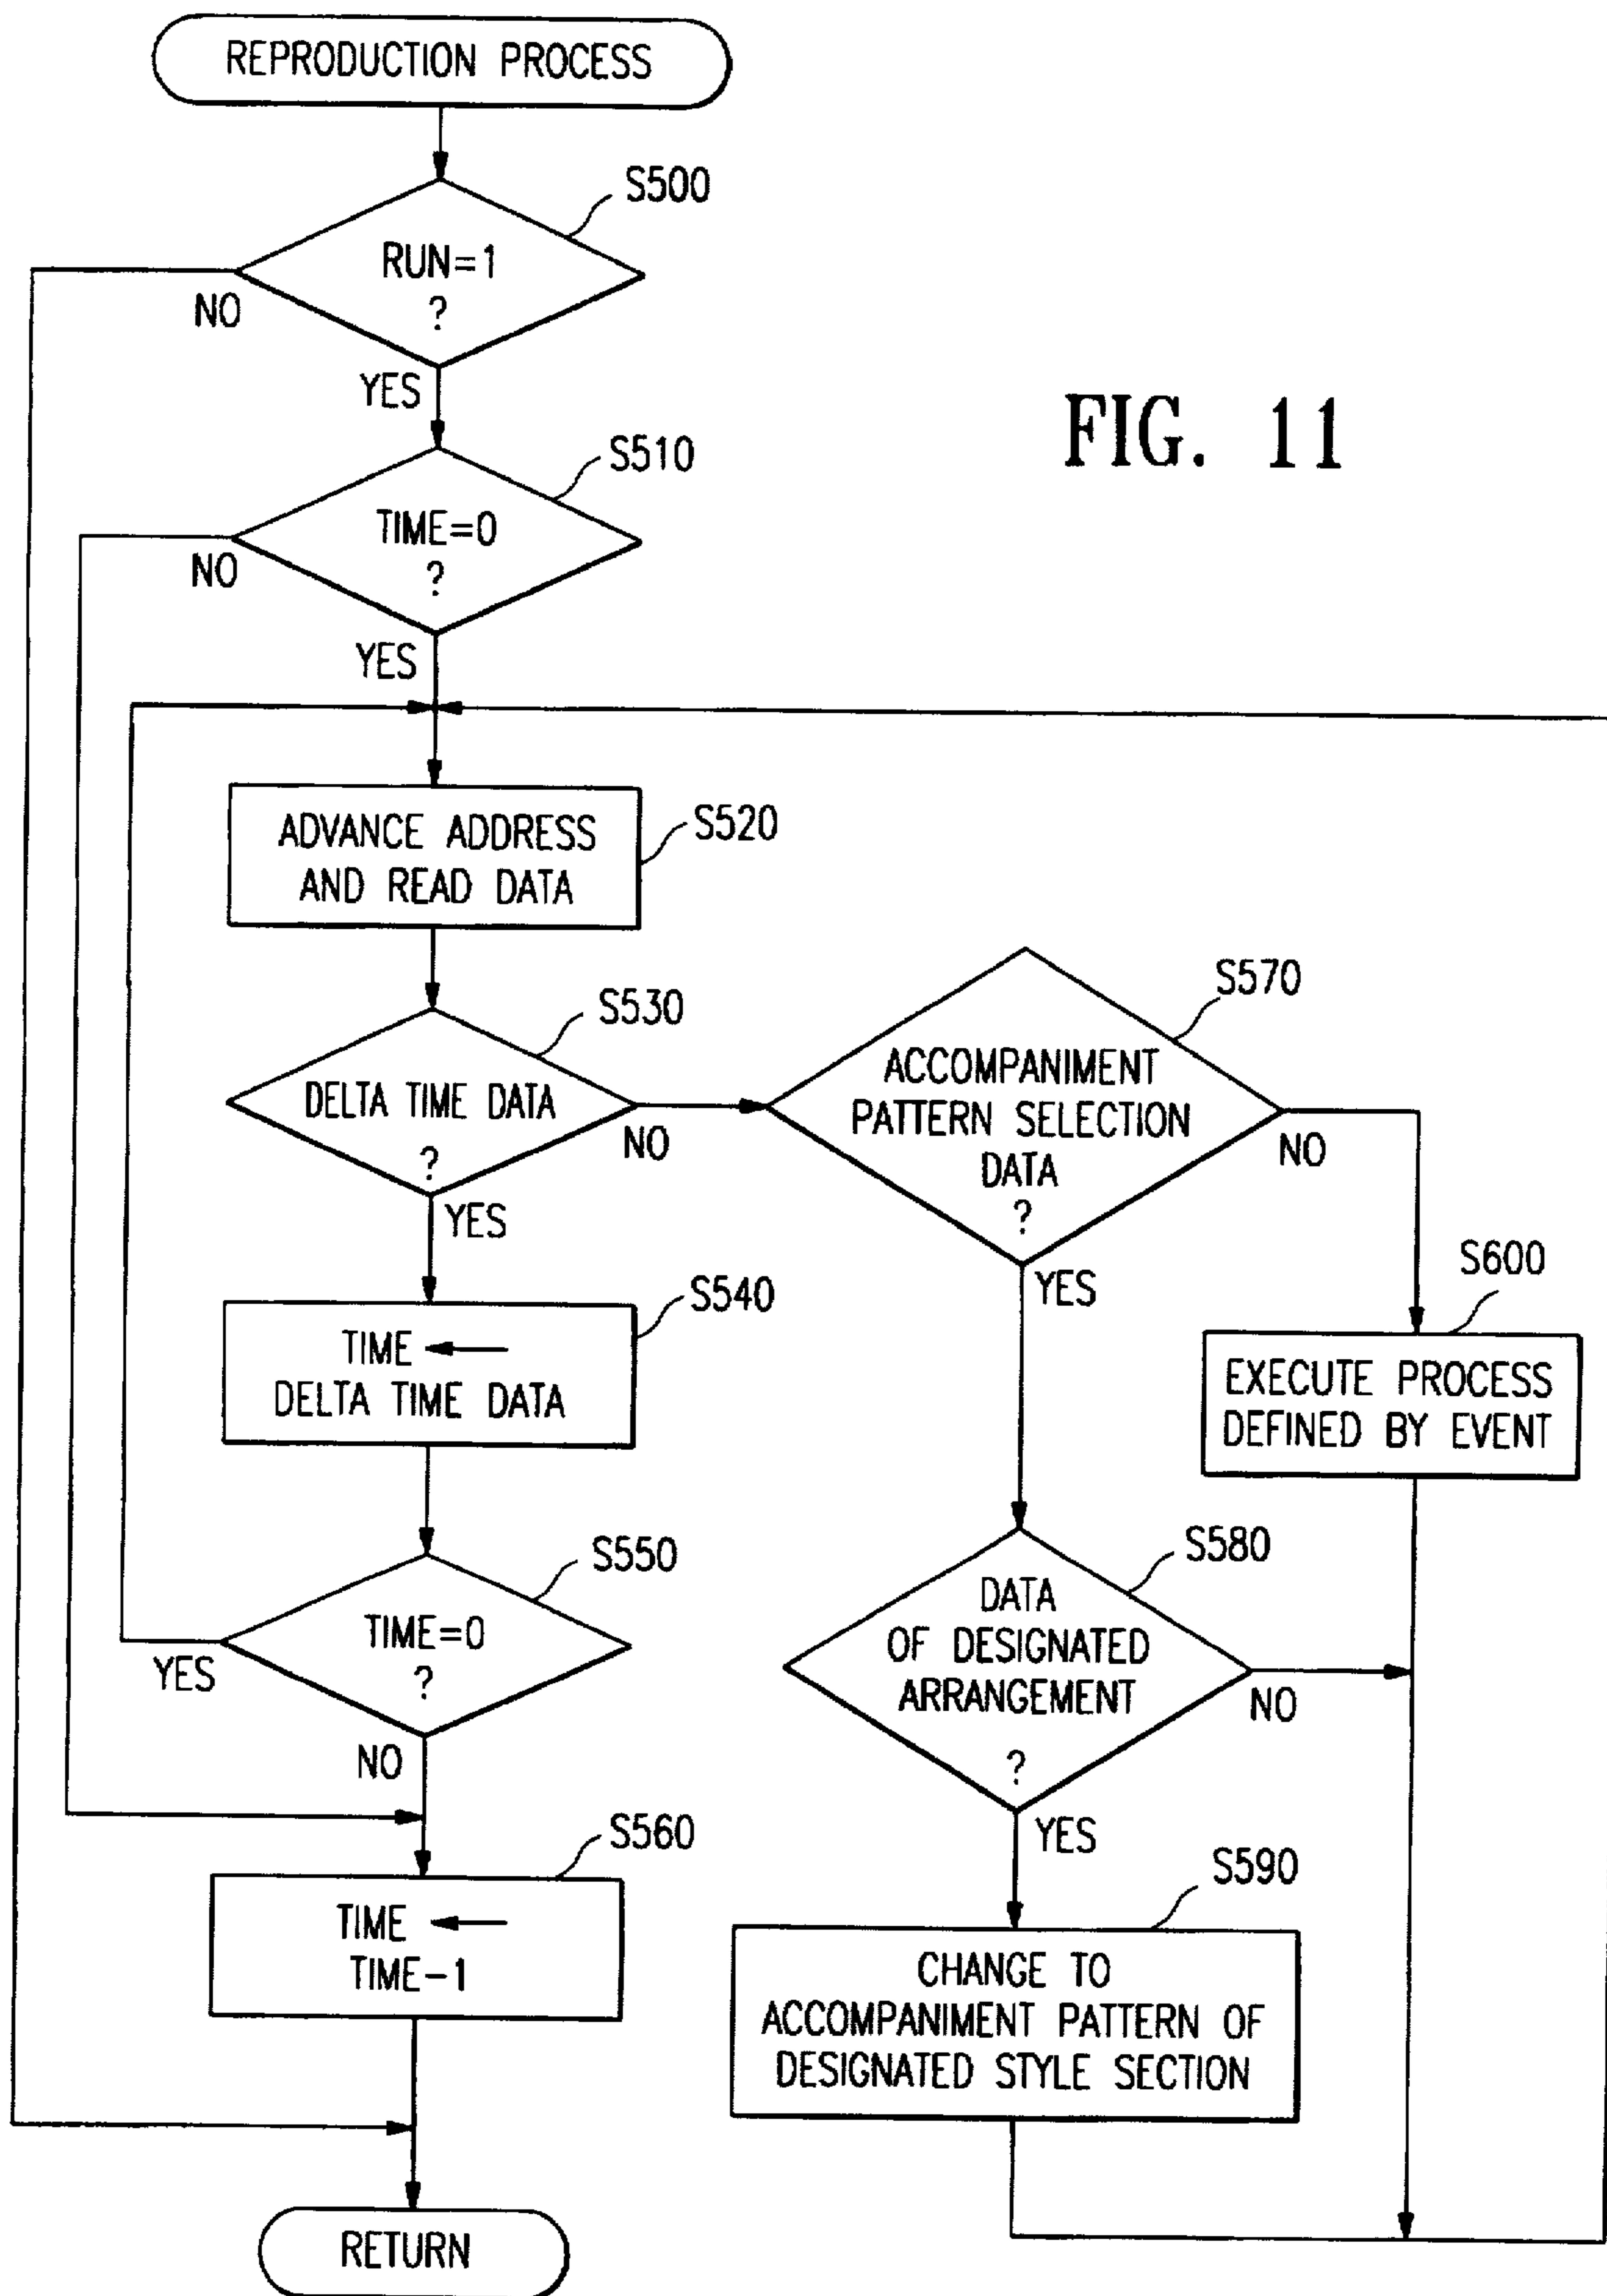 REPRODUCTION PROCESS
S500
RUN=1
?
NO
YES
FIG. 11
S510
TIME=0
?
NO
YES
S520
ADVANCE ADDRESS
AND READ DATA
S530
DELTA TIME DATA
?
NO
YES
S570
ACCOMPANIMENT
PATTERN SELECTION
DATA
?
NO
YES
S540
TIME ←
DELTA TIME DATA
S600
EXECUTE PROCESS
DEFINED BY EVENT
S550
TIME=0
?
YES
NO
S580
DATA
OF DESIGNATED
ARRANGEMENT
?
NO
YES
S560
TIME ←
TIME-1
S590
CHANGE TO
ACCOMPANIMENT PATTERN OF
DESIGNATED STYLE SECTION
RETURN